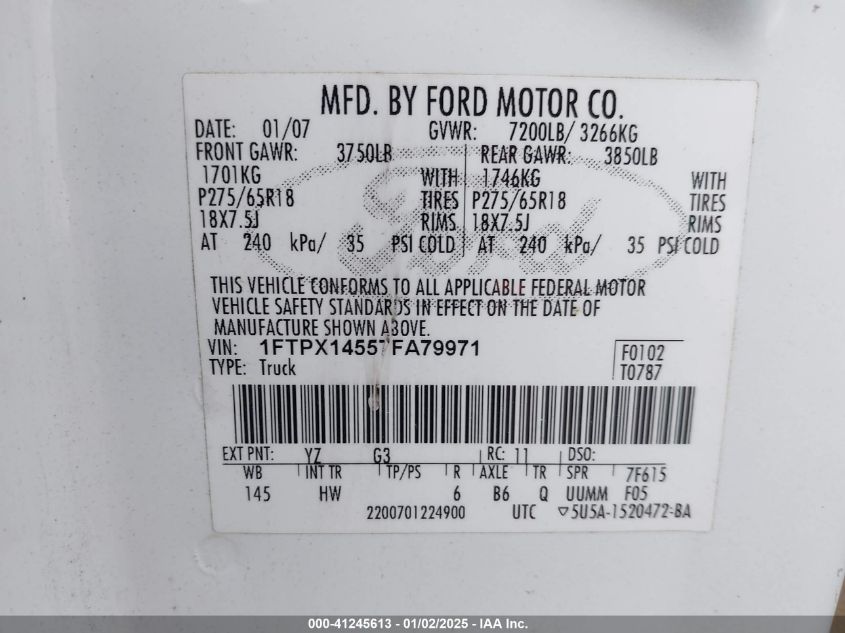 MFD. BY FORD MOTOR CO.
DATE: 01/07 GVWR: 7200LB/ 3266KG
FRONT GAWR: 3750LB REAR GAWR: 3850LB
1701KG WITH 1746KG WITH
P275/65R18 TIRES P275/65R18 TIRES
18X7.5J RIMS 18X7.5J RIMS
AT 240 kPa/ 35 PSI COLD AT 240 kPa/ 35 PSI COLD
Ford
THIS VEHICLE CONFORMS TO ALL APPLICABLE FEDERAL MOTOR
VEHICLE SAFETY STANDARDS IN EFFECT ON THE DATE OF
MANUFACTURE SHOWN ABOVE.
VIN: 1FTPX14557FA79971 F0102
TYPE: Truck T0787
EXT PNT: YZ G3 RC: 11 DSO:
WB INT TR TP/PS R AXLE TR SPR 7F615
145 HW 6 B6 Q UUMM F05
2200701224900 UTC ▽5U5A-1520472-BA
000-41245613 - 01/02/2025 - IAA Inc.